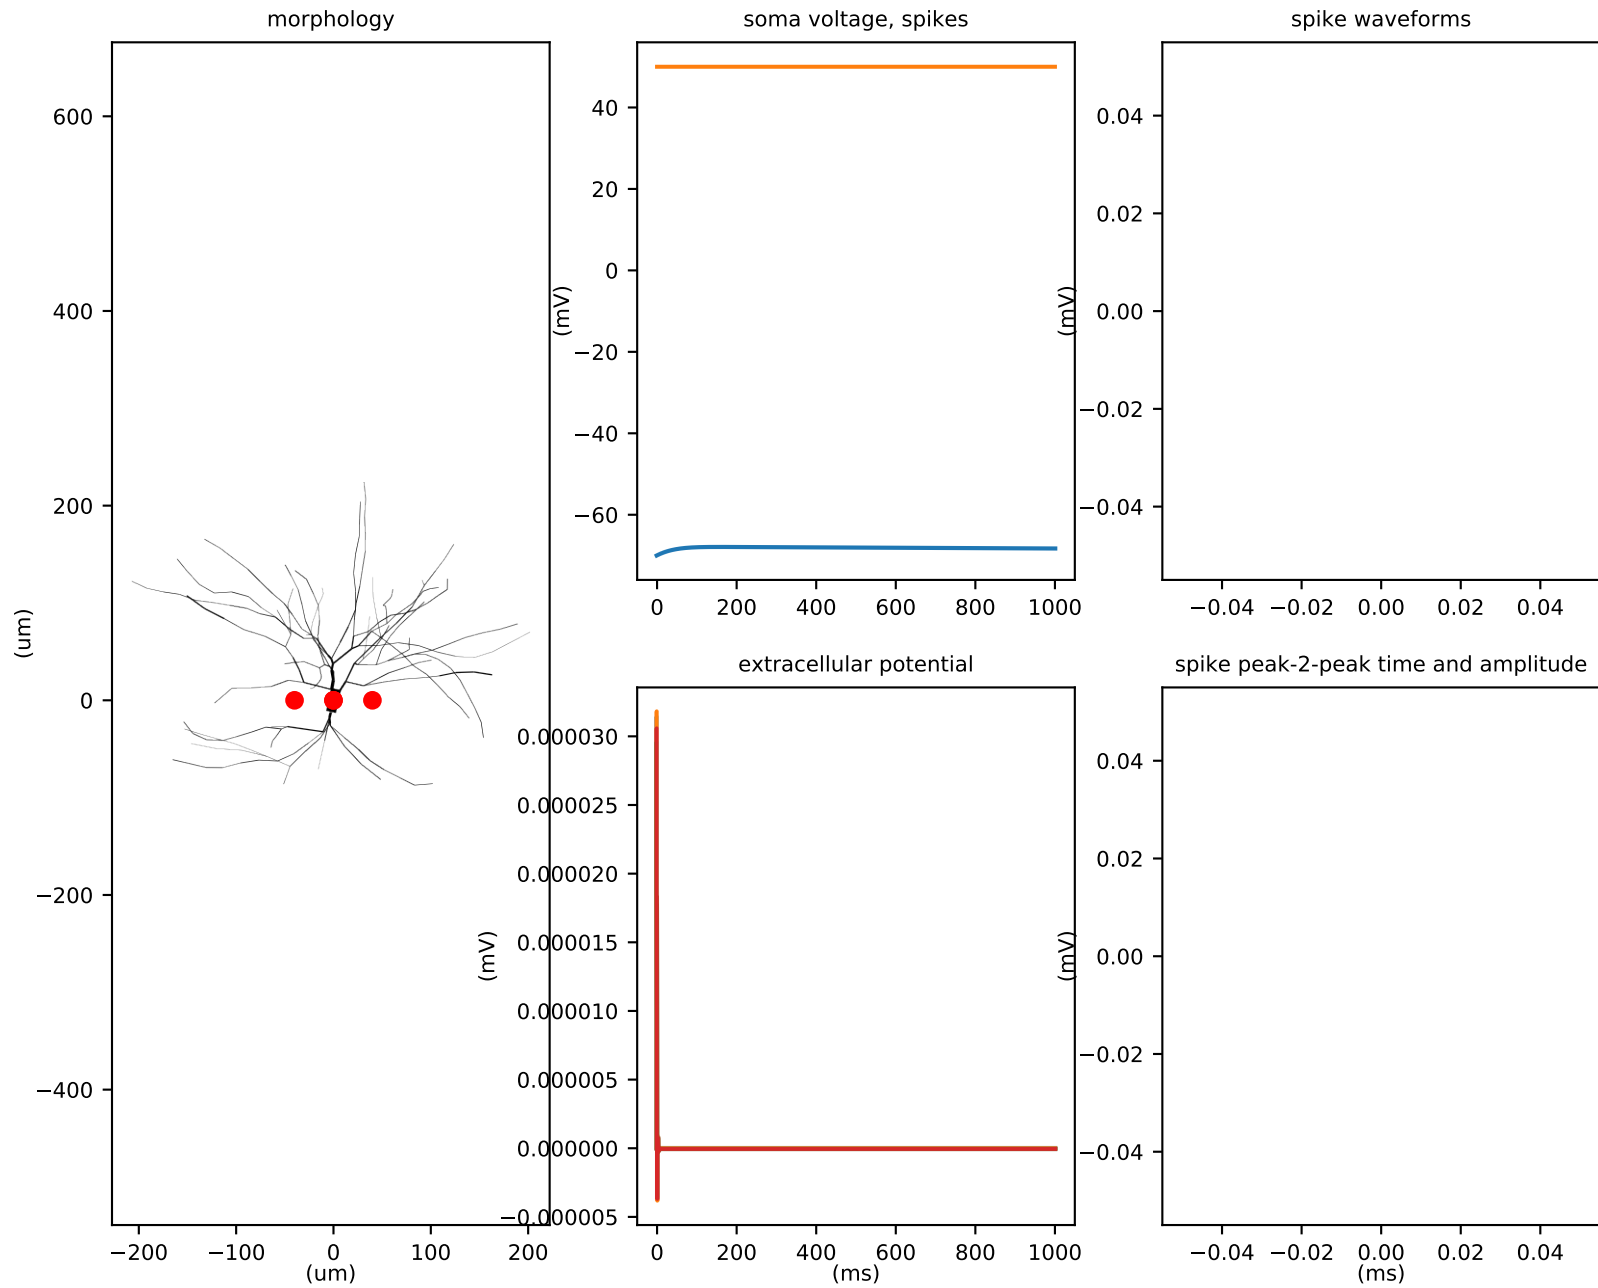 morphology
600
400
200
0
−200
−400
(um)
−200 −100 0 100 200
(um)
soma voltage, spikes
40
20
0
−20
−40
−60
(mV)
0 200 400 600 800 1000
spike waveforms
0.04
0.02
0.00
−0.02
−0.04
(mV)
−0.04 −0.02 0.00 0.02 0.04
extracellular potential
0.000030
0.000025
0.000020
0.000015
0.000010
0.000005
0.000000
−0.000005
(mV)
0 200 400 600 800 1000
(ms)
spike peak-2-peak time and amplitude
0.04
0.02
0.00
−0.02
−0.04
(mV)
−0.04 −0.02 0.00 0.02 0.04
(ms)